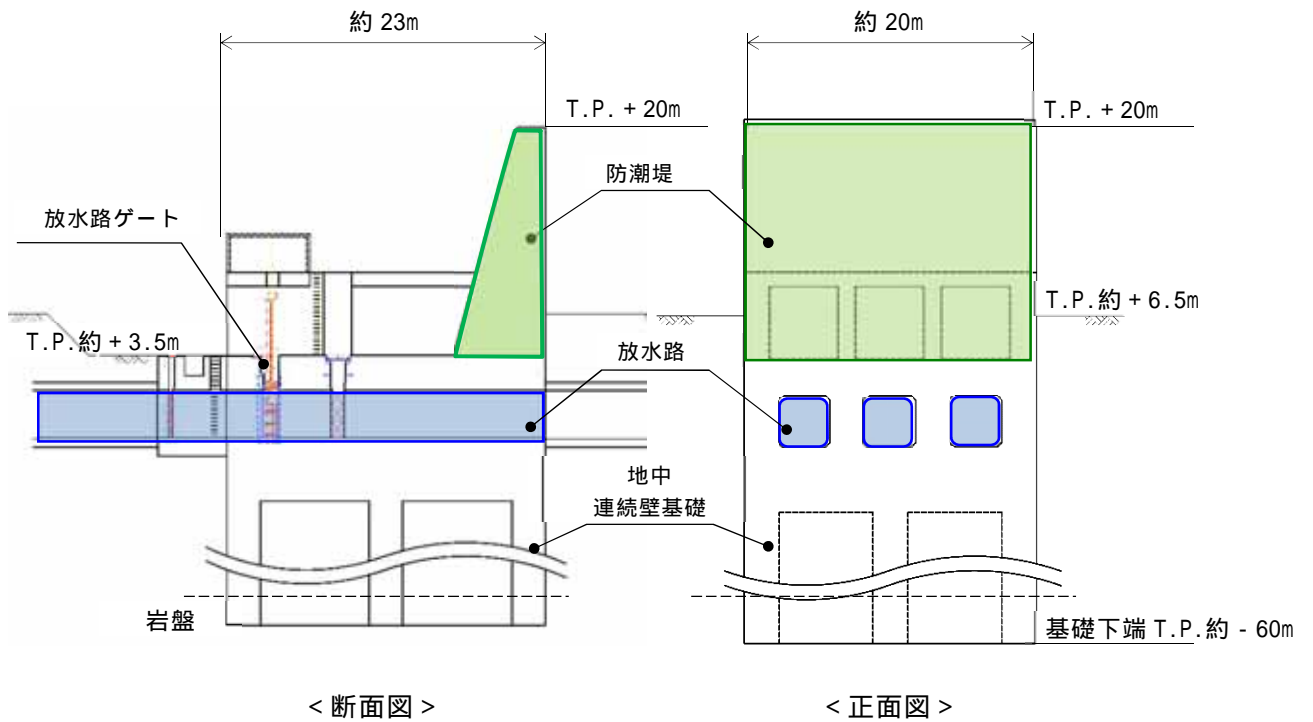 約 23m
約 20m
T.P. + 20m
T.P. + 20m
防潮堤
放水路ゲート
T.P.約 + 6.5m
T.P.約 + 3.5m
放水路
地中
連続壁基礎
岩盤
基礎下端 T.P.約 - 60m
< 断面図 >
< 正面図 >